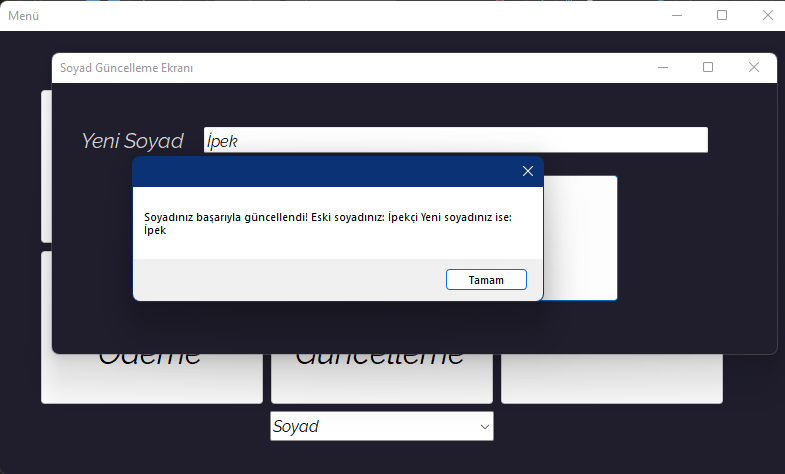 Menü
Soyad Güncelleme Ekranı
Yeni Soyad
İpek
Soyadınız başarıyla güncellendi! Eski soyadınız: İpekçi Yeni soyadınız ise:
İpek
Tamam
Ödeme
Güncelleme
Soyad